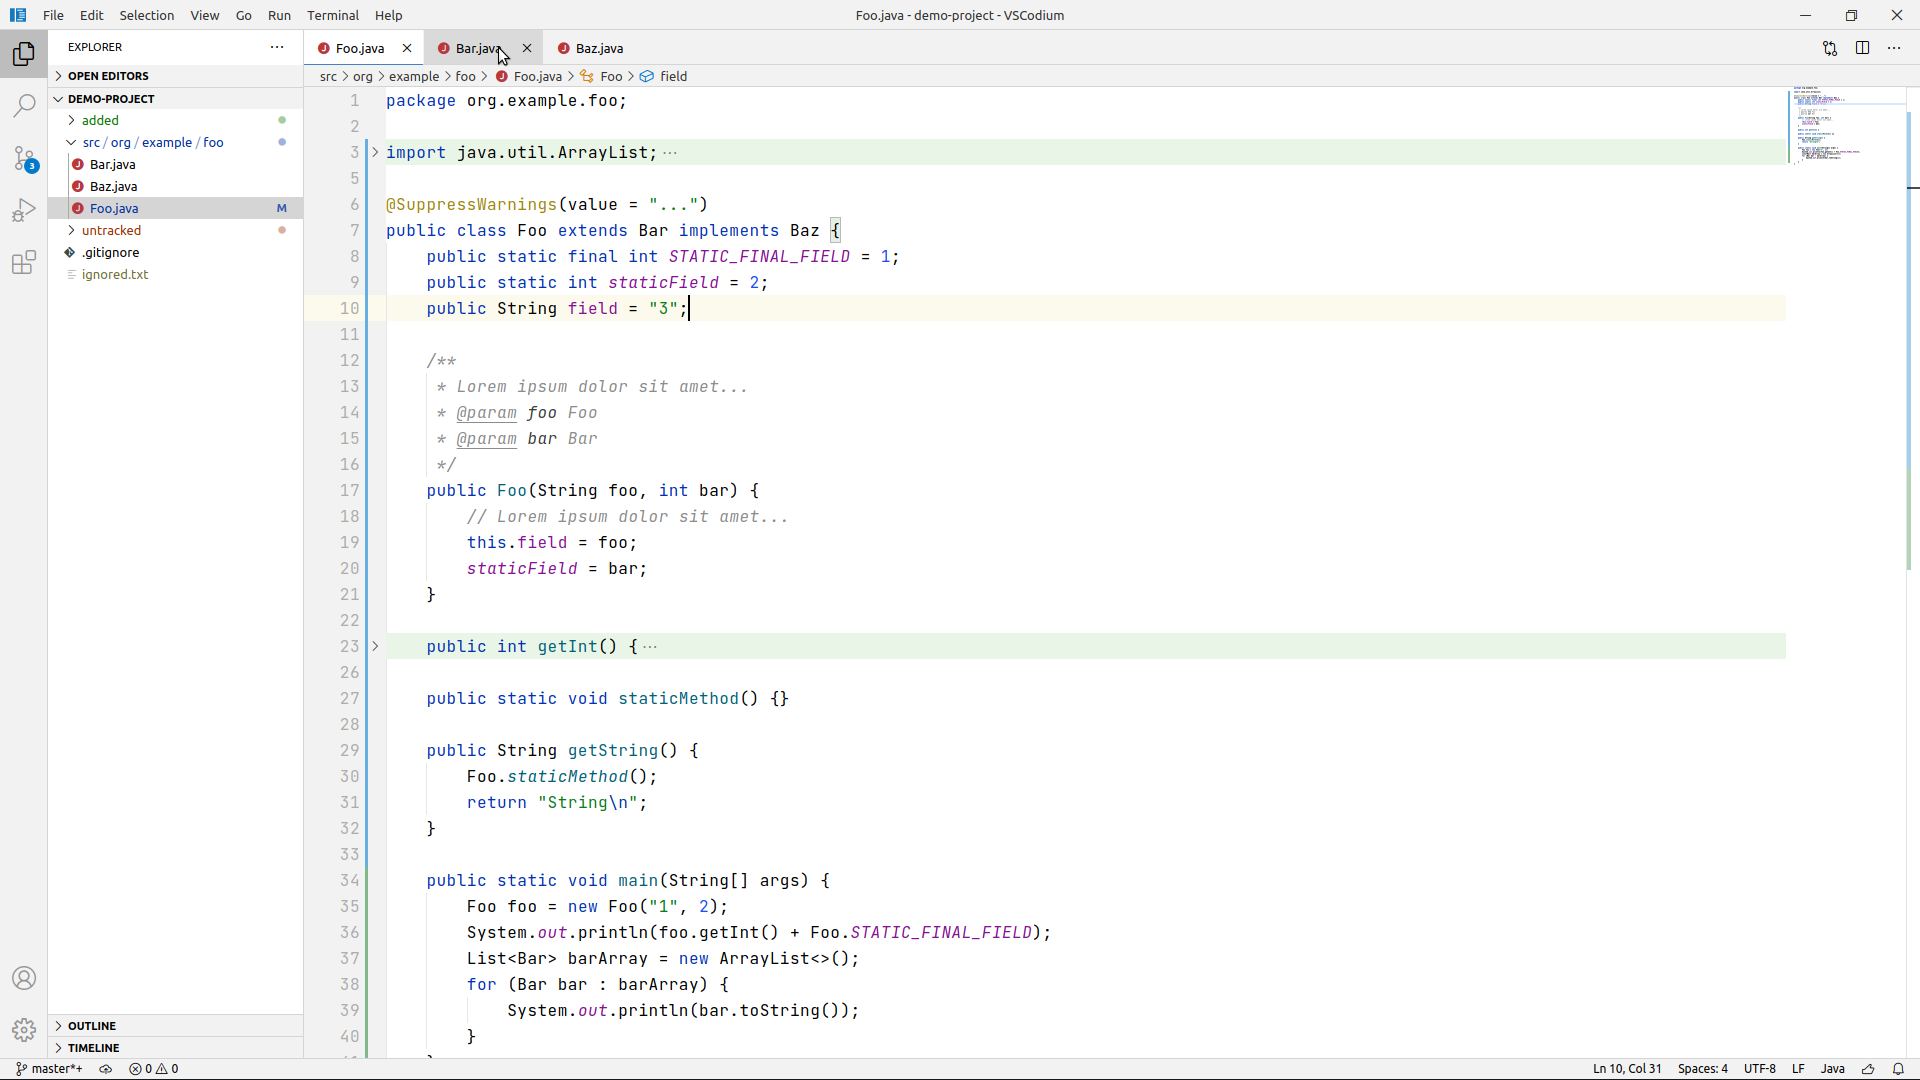 File Edit Selection View Go Run Terminal Help
Foo.java - demo-project - VSCodium
EXPLORER
OPEN EDITORS
DEMO-PROJECT
added
src / org / example / foo
Bar.java
Baz.java
Foo.java M
untracked
.gitignore
ignored.txt
OUTLINE
TIMELINE
3
Foo.java Bar.java Baz.java
src > org > example > foo > Foo.java > Foo > field
1 package org.example.foo;
2
3 import java.util.ArrayList; ···
5
6 @SuppressWarnings(value = "...")
7 public class Foo extends Bar implements Baz {
8 public static final int STATIC_FINAL_FIELD = 1;
9 public static int staticField = 2;
10 public String field = "3";
11
12 /**
13 * Lorem ipsum dolor sit amet...
14 * @param foo Foo
15 * @param bar Bar
16 */
17 public Foo(String foo, int bar) {
18 // Lorem ipsum dolor sit amet...
19 this.field = foo;
20 staticField = bar;
21 }
22
23 public int getInt() { ···
26
27 public static void staticMethod() {}
28
29 public String getString() {
30 Foo.staticMethod();
31 return "String\n";
32 }
33
34 public static void main(String[] args) {
35 Foo foo = new Foo("1", 2);
36 System.out.println(foo.getInt() + Foo.STATIC_FINAL_FIELD);
37 List<Bar> barArray = new ArrayList<>();
38 for (Bar bar : barArray) {
39 System.out.println(bar.toString());
40 }
master*+ 0 0 Ln 10, Col 31 Spaces: 4 UTF-8 LF Java